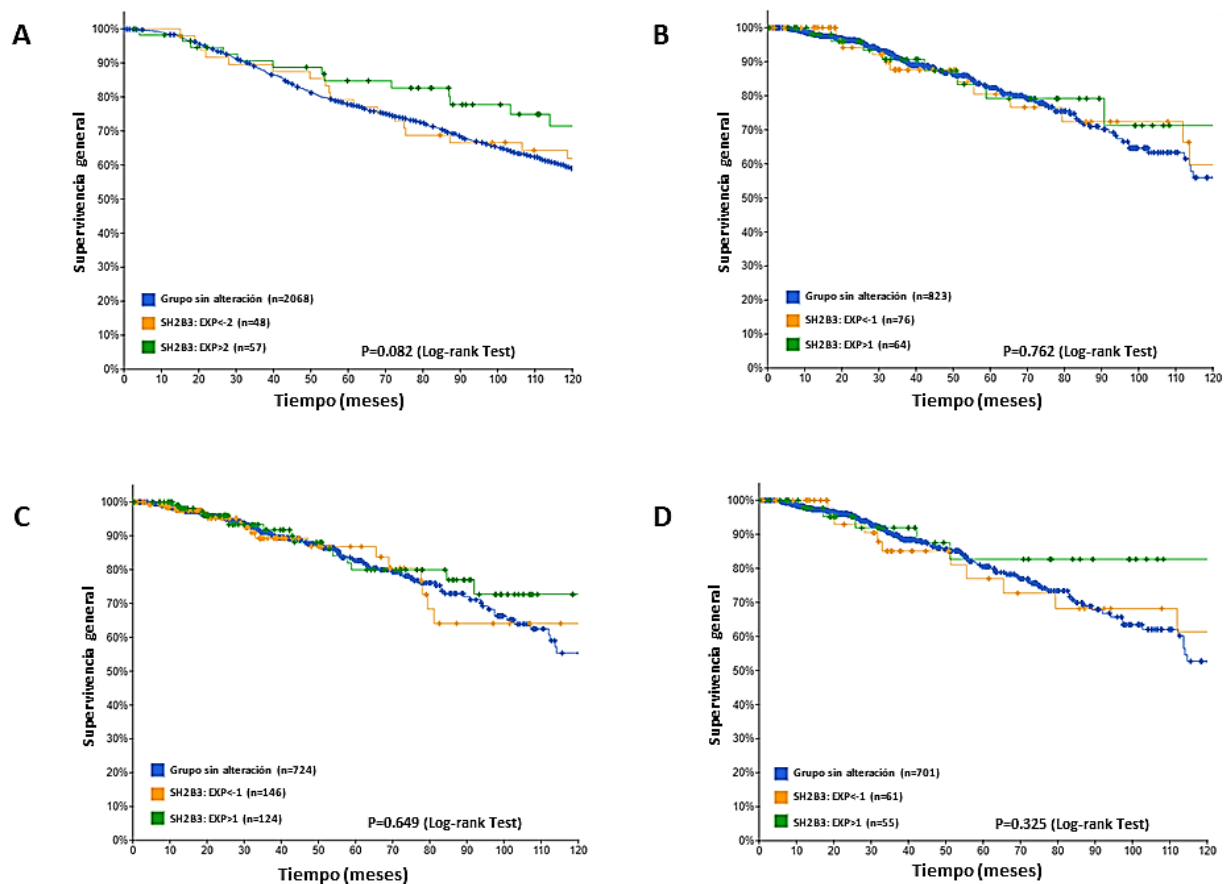 A
Supervivencia general
100%
90%
80%
70%
60%
50%
40%
30%
20%
10%
0%
Grupo sin alteración (n=2068)
SH2B3: EXP<-2 (n=48)
SH2B3: EXP>2 (n=57)
P=0.082 (Log-rank Test)
0 10 20 30 40 50 60 70 80 90 100 110 120
Tiempo (meses)
B
Supervivencia general
100%
90%
80%
70%
60%
50%
40%
30%
20%
10%
0%
Grupo sin alteración (n=823)
SH2B3: EXP<-1 (n=76)
SH2B3: EXP>1 (n=64)
P=0.762 (Log-rank Test)
0 10 20 30 40 50 60 70 80 90 100 110 120
Tiempo (meses)
C
Supervivencia general
100%
90%
80%
70%
60%
50%
40%
30%
20%
10%
0%
Grupo sin alteración (n=724)
SH2B3: EXP<-1 (n=146)
SH2B3: EXP>1 (n=124)
P=0.649 (Log-rank Test)
0 10 20 30 40 50 60 70 80 90 100 110 120
Tiempo (meses)
D
Supervivencia general
100%
90%
80%
70%
60%
50%
40%
30%
20%
10%
0%
Grupo sin alteración (n=701)
SH2B3: EXP<-1 (n=61)
SH2B3: EXP>1 (n=55)
P=0.325 (Log-rank Test)
0 10 20 30 40 50 60 70 80 90 100 110 120
Tiempo (meses)